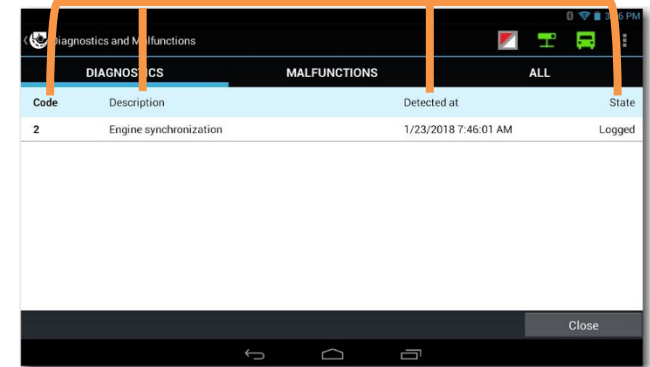 Diagnostics and Malfunctions
DIAGNOSTICS MALFUNCTIONS ALL
Code Description Detected at State
2 Engine synchronization 1/23/2018 7:46:01 AM Logged
Close